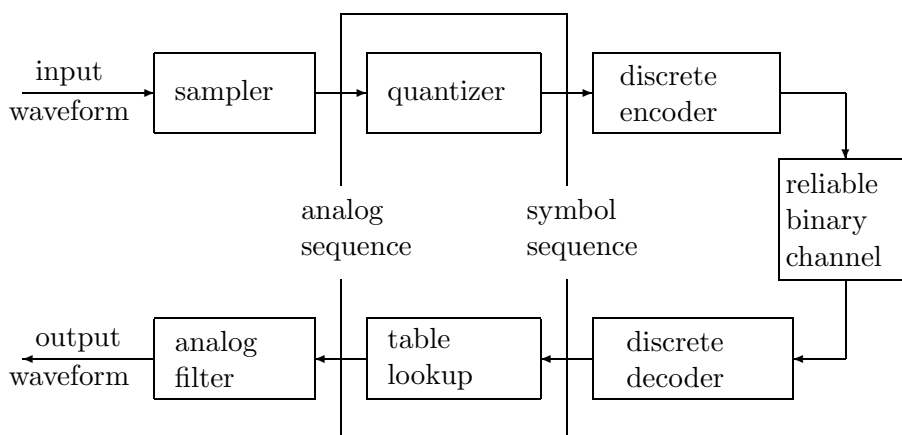 input
waveform
sampler
quantizer
discrete
encoder
reliable
binary
channel
analog
sequence
symbol
sequence
output
waveform
analog
filter
table
lookup
discrete
decoder